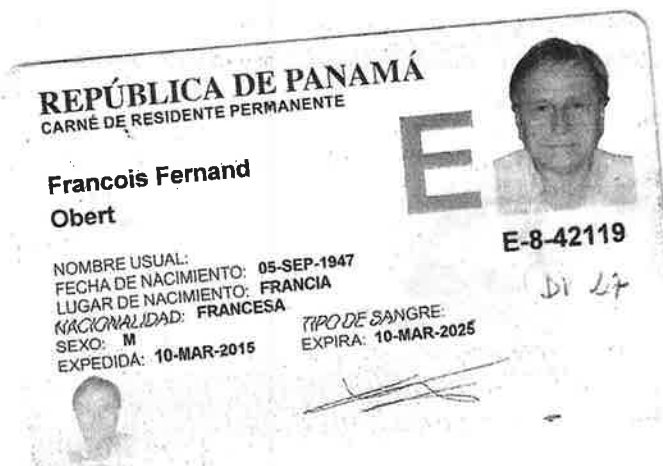 REPÚBLICA DE PANAMÁ
CARNÉ DE RESIDENTE PERMANENTE
E
Francois Fernand
Obert
E-8-42119
NOMBRE USUAL:
FECHA DE NACIMIENTO: 05-SEP-1947
LUGAR DE NACIMIENTO: FRANCIA
NACIONALIDAD: FRANCESA
SEXO: M
TIPO DE SANGRE:
EXPEDIDA: 10-MAR-2015
EXPIRA: 10-MAR-2025